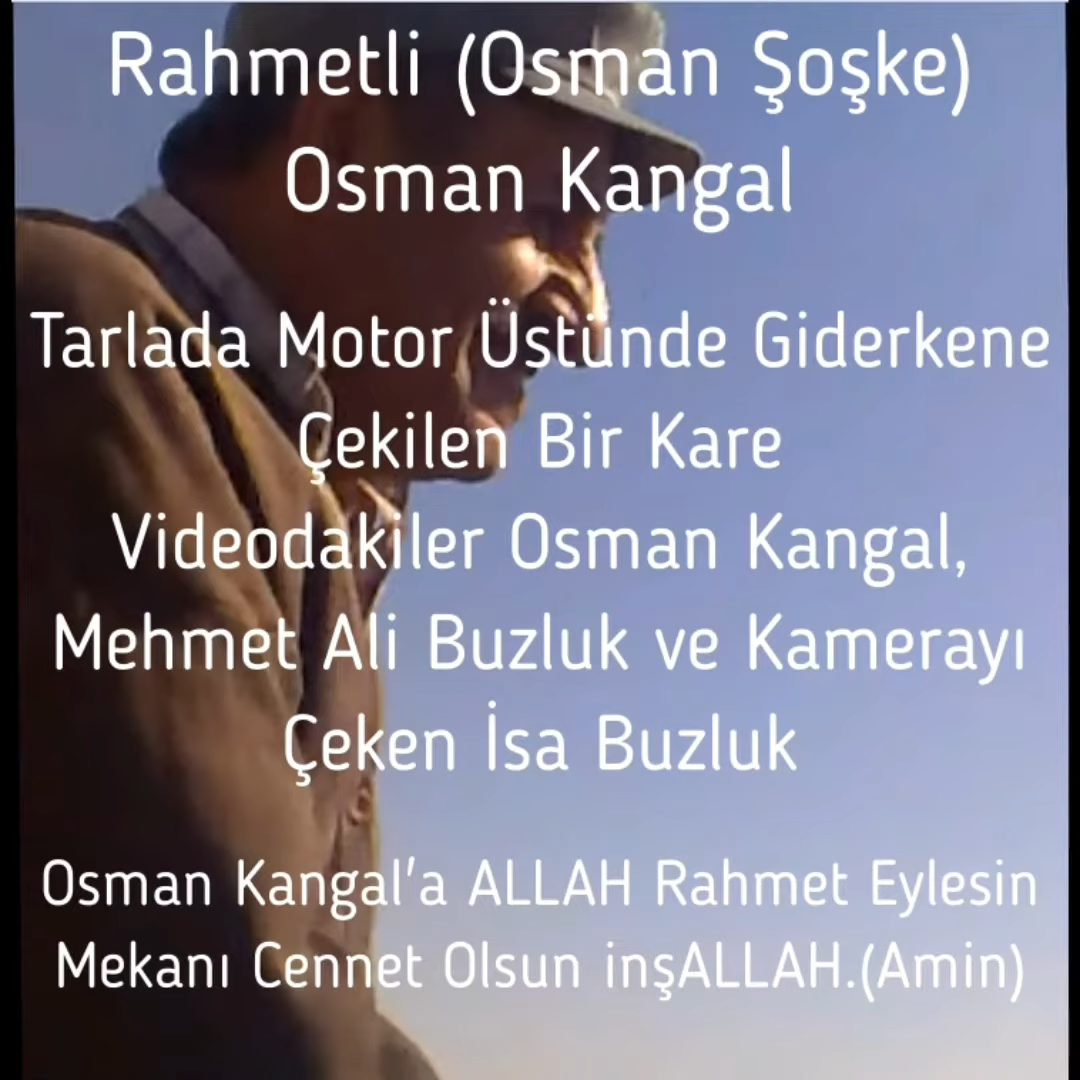 Rahmetli (Osman Şoşke)
Osman Kangal
Tarlada Motor Üstünde Giderkene
Çekilen Bir Kare
Videodakiler Osman Kangal,
Mehmet Ali Buzluk ve Kamerayı
Çeken İsa Buzluk
Osman Kangal'a ALLAH Rahmet Eylesin
Mekanı Cennet Olsun inşALLAH.(Amin)